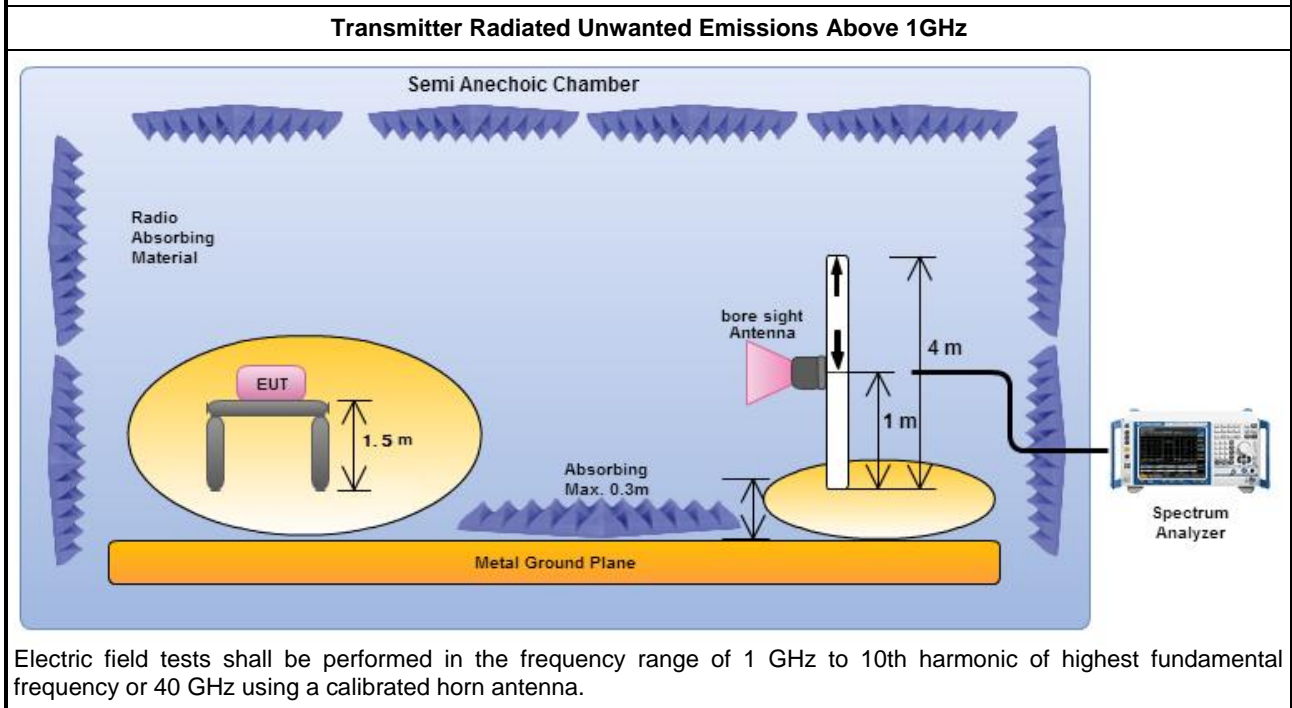 Transmitter Radiated Unwanted Emissions Above 1GHz
Semi Anechoic Chamber
Radio
Absorbing
Material
bore sight
Antenna
4 m
EUT
1.5 m
1 m
Absorbing
Max. 0.3m
Spectrum
Analyzer
Metal Ground Plane
Electric field tests shall be performed in the frequency range of 1 GHz to 10th harmonic of highest fundamental
frequency or 40 GHz using a calibrated horn antenna.